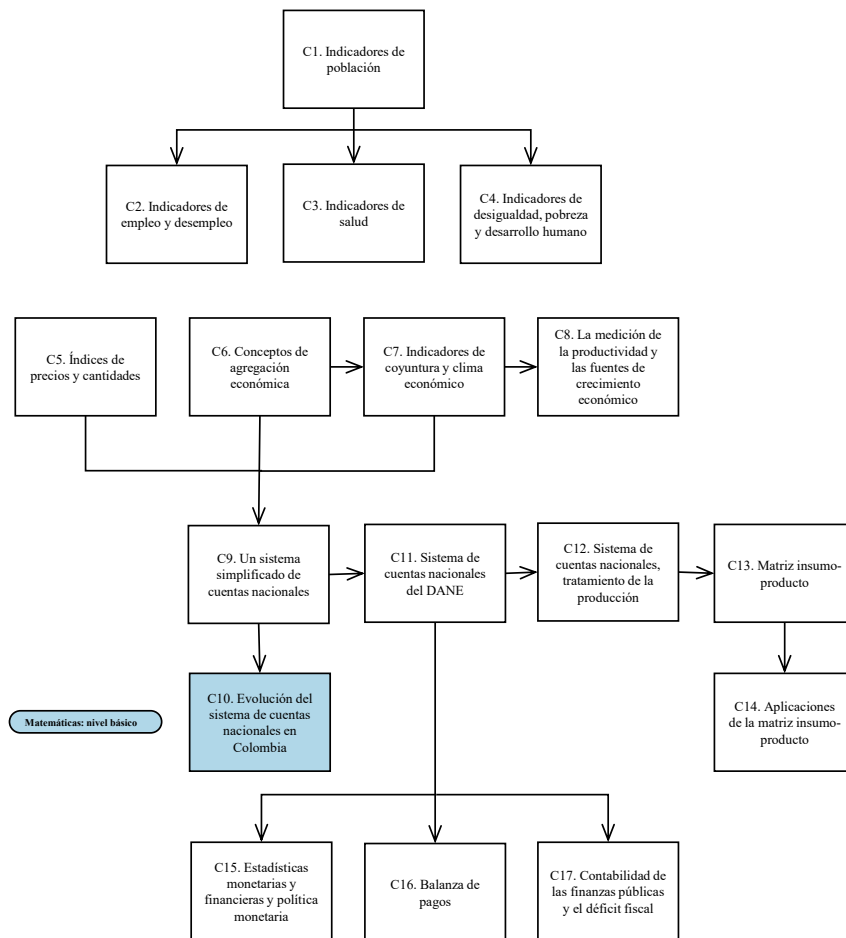 C1. Indicadores de
población
C2. Indicadores de
empleo y desempleo
C3. Indicadores de
salud
C4. Indicadores de
desigualdad, pobreza
y desarrollo humano
C5. Índices de
precios y cantidades
C6. Conceptos de
agregación
económica
C7. Indicadores de
coyuntura y clima
económico
C8. La medición de
la productividad y
las fuentes de
crecimiento
económico
C9. Un sistema
simplificado de
cuentas nacionales
C11. Sistema de
cuentas nacionales
del DANE
C12. Sistema de
cuentas nacionales,
tratamiento de la
producción
C13. Matriz insumo-
producto
Matemáticas: nivel básico
C10. Evolución del
sistema de cuentas
nacionales en
Colombia
C14. Aplicaciones
de la matriz insumo-
producto
C15. Estadísticas
monetarias y
financieras y política
monetaria
C16. Balanza de
pagos
C17. Contabilidad de
las finanzas públicas
y el déficit fiscal